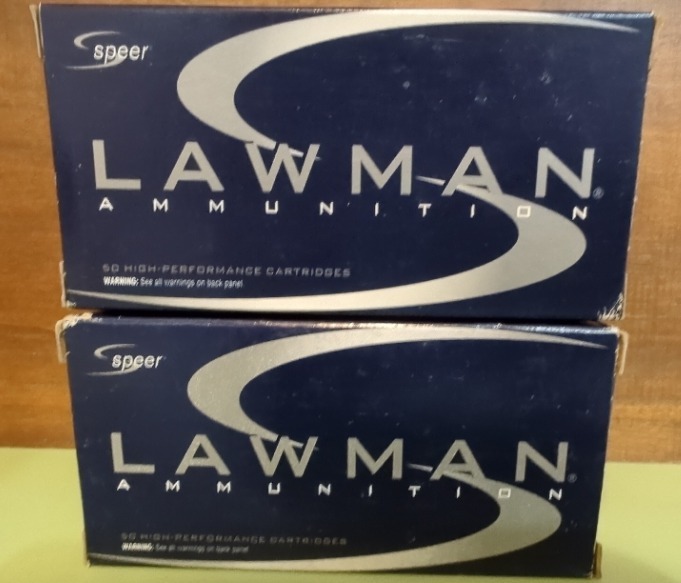 speer
LAWMAN®
AMMUNITION
50 HIGH-PERFORMANCE CARTRIDGES
WARNING: See all warnings on back panel
speer
LAWMAN®
AMMUNITION
50 HIGH-PERFORMANCE CARTRIDGES
WARNING: See all warnings on back panel